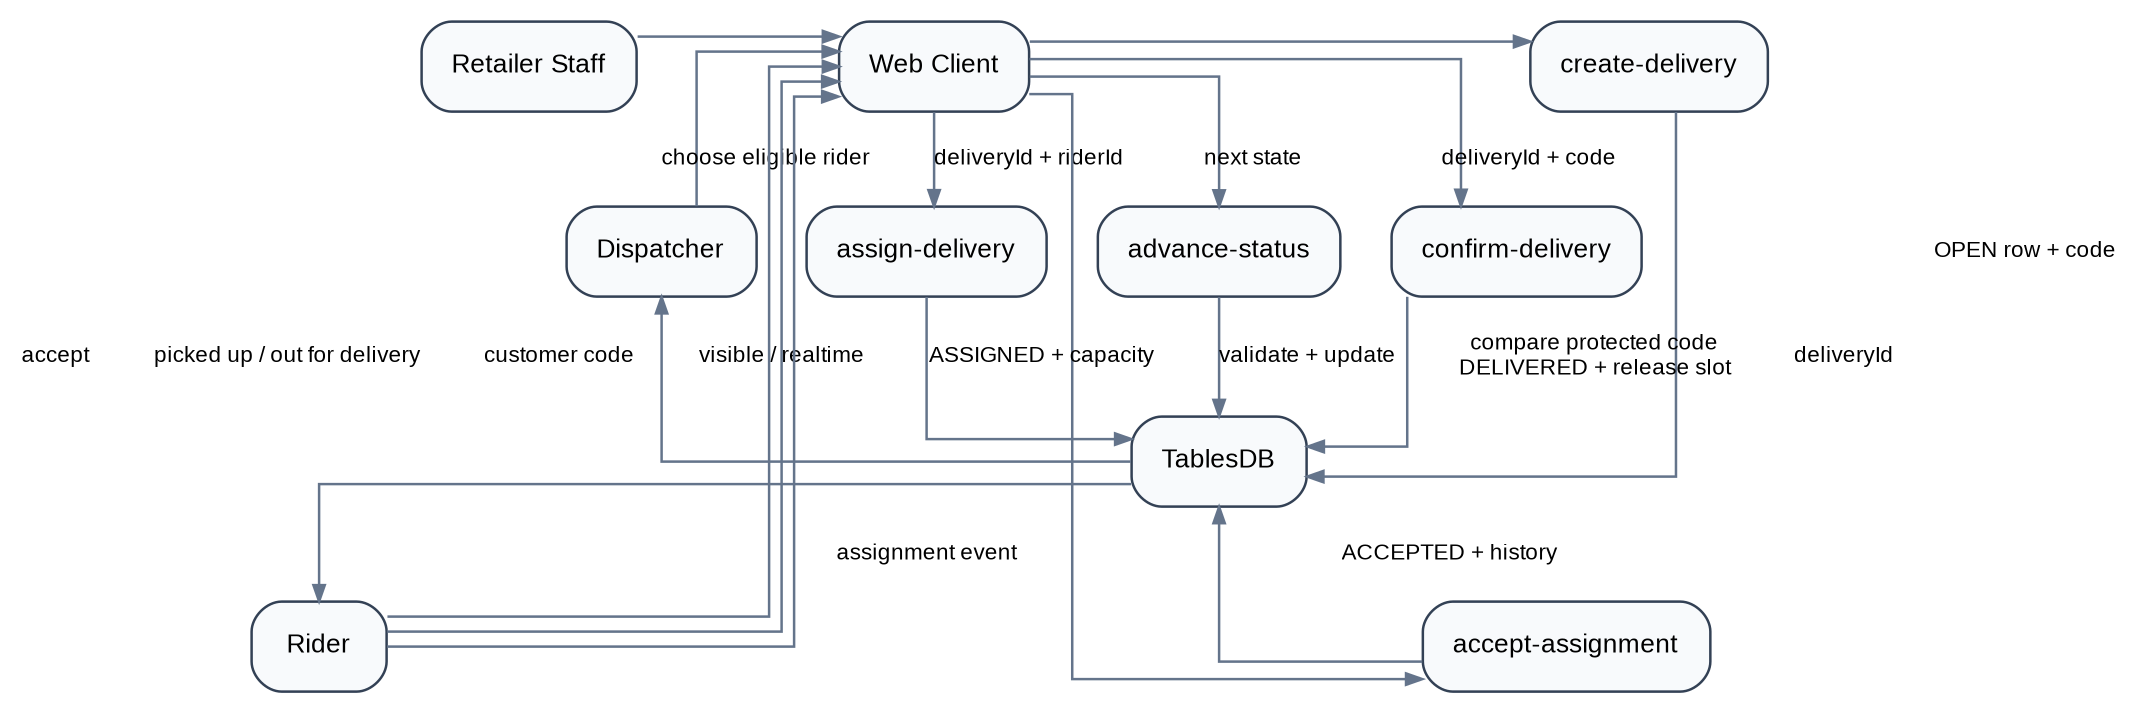 Retailer Staff
Web Client
create-delivery
choose eligible rider
deliveryId + riderId
next state
deliveryId + code
Dispatcher
assign-delivery
advance-status
confirm-delivery
OPEN row + code
accept
picked up / out for delivery
customer code
visible / realtime
ASSIGNED + capacity
validate + update
compare protected code
DELIVERED + release slot
deliveryId
TablesDB
assignment event
ACCEPTED + history
Rider
accept-assignment